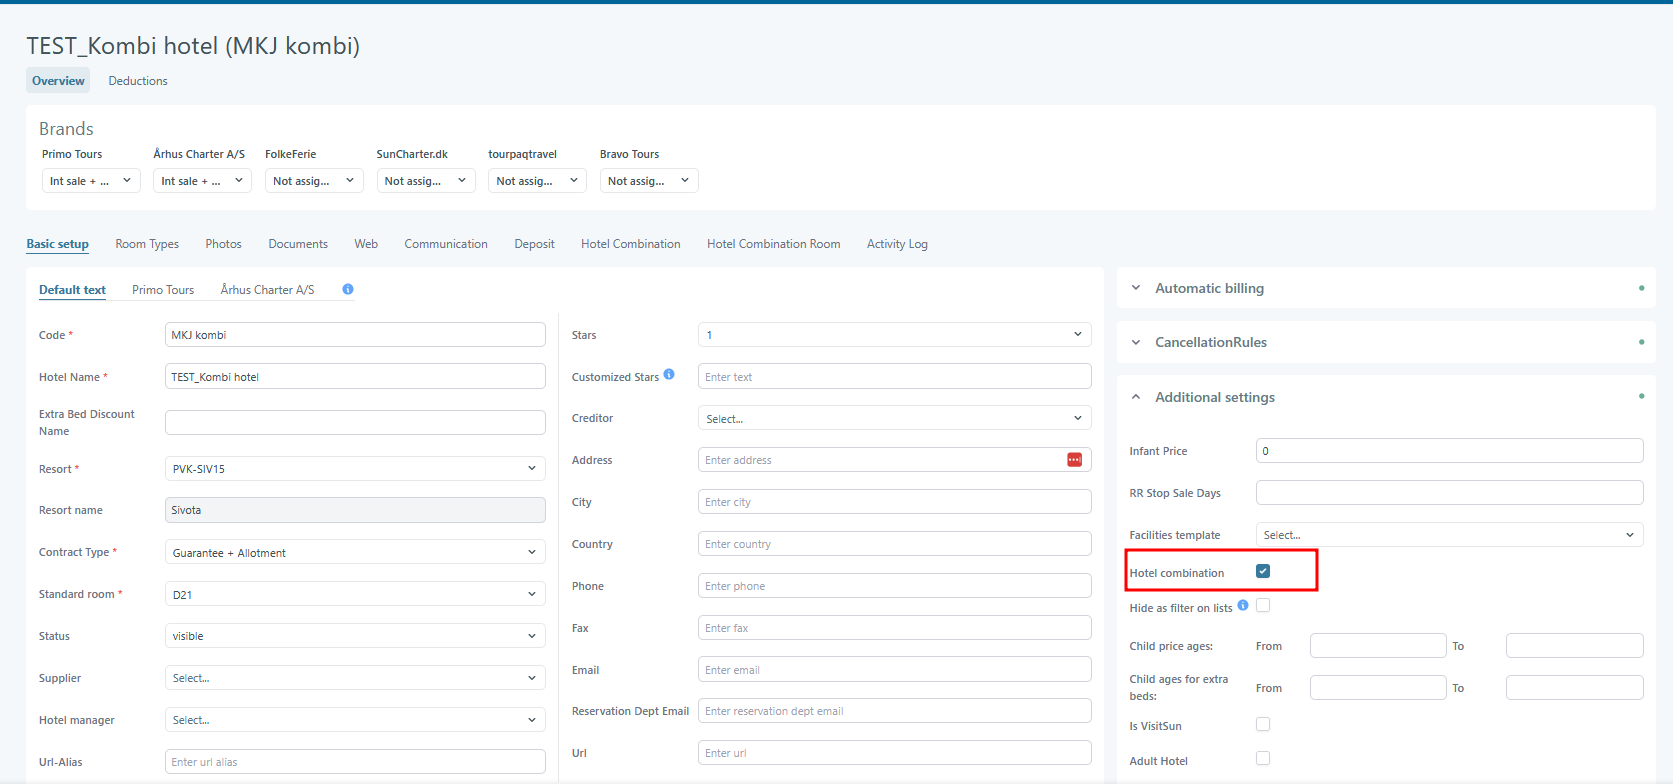 TEST_Kombi hotel (MKJ kombi)
Overview Deductions
Brands
Primo Tours Århus Charter A/S FolkeFerie SunCharter.dk tourpaqtravel Bravo Tours
Int sale + ... Int sale + ... Not assig... Not assig... Not assig... Not assig...
Basic setup Room Types Photos Documents Web Communication Deposit Hotel Combination Hotel Combination Room Activity Log
Default text Primo Tours Århus Charter A/S
Code * MKJ kombi
Hotel Name * TEST_Kombi hotel
Extra Bed Discount
Name
Resort * PVK-SIV15
Resort name Sivota
Contract Type * Guarantee + Allotment
Standard room * D21
Status visible
Supplier Select...
Hotel manager Select...
Url-Alias Enter url alias
Stars 1
Customized Stars Enter text
Creditor Select...
Address Enter address
City Enter city
Country Enter country
Phone Enter phone
Fax Enter fax
Email Enter email
Reservation Dept Email Enter reservation dept email
Url Enter url
Automatic billing
CancellationRules
Additional settings
Infant Price 0
RR Stop Sale Days
Facilities template Select...
Hotel combination
Hide as filter on lists
Child price ages: From To
Child ages for extra
beds: From To
Is VisitSun
Adult Hotel